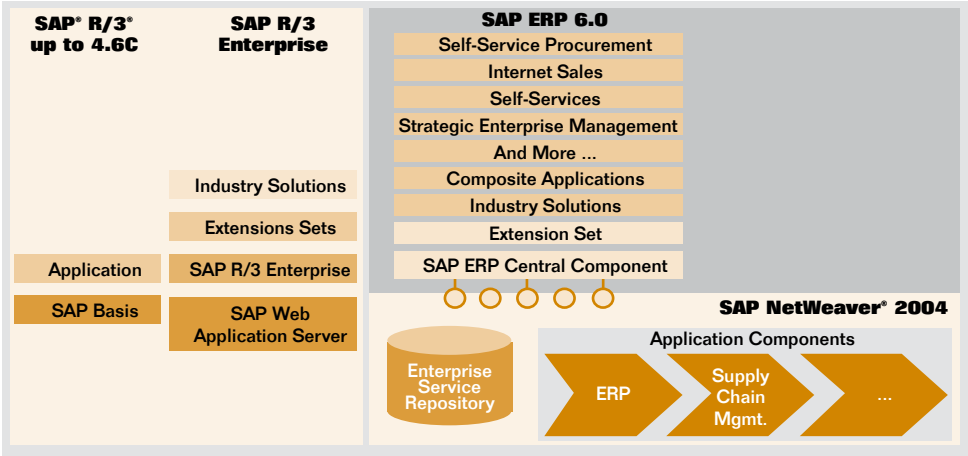 SAP® R/3®
up to 4.6C
Application
SAP Basis
SAP R/3
Enterprise
Industry Solutions
Extensions Sets
SAP R/3 Enterprise
SAP Web
Application Server
SAP ERP 6.0
Self-Service Procurement
Internet Sales
Self-Services
Strategic Enterprise Management
And More ...
Composite Applications
Industry Solutions
Extension Set
SAP ERP Central Component
SAP NetWeaver® 2004
Enterprise
Service
Repository
Application Components
ERP
Supply
Chain
Mgmt.
...